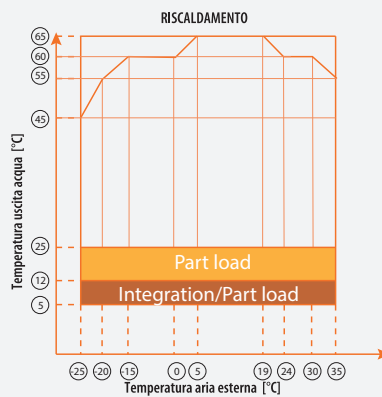 RISCALDAMENTO
65
60
55
45
25
12
5
Temperatura uscita acqua [°C]
Part load
Integration/Part load
-25 -20 -15 0 5 19 24 30 35
Temperatura aria esterna [°C]